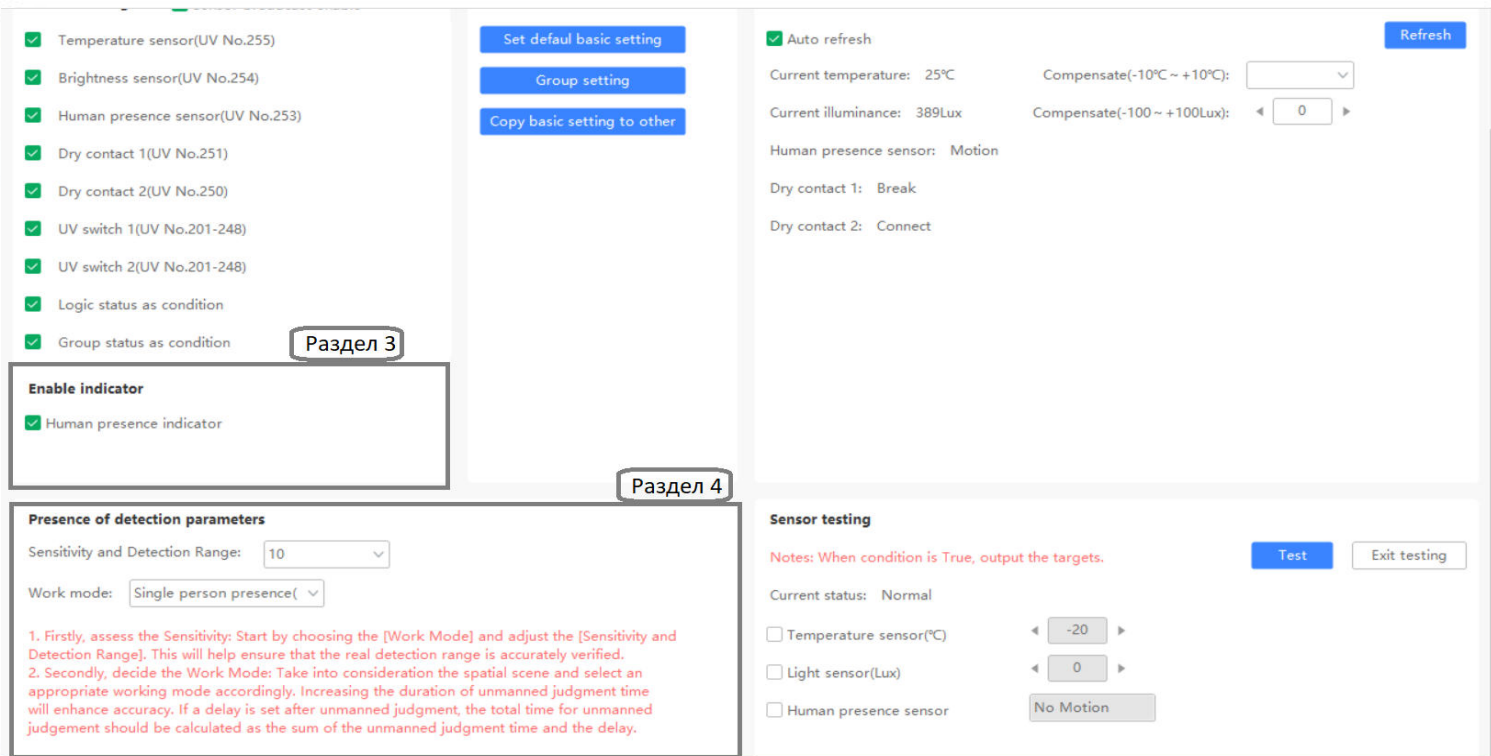 Temperature sensor(UV No.255)
Brightness sensor(UV No.254)
Human presence sensor(UV No.253)
Dry contact 1(UV No.251)
Dry contact 2(UV No.250)
UV switch 1(UV No.201-248)
UV switch 2(UV No.201-248)
Logic status as condition
Group status as condition
Раздел 3
Enable indicator
Human presence indicator
Set defaul basic setting
Group setting
Copy basic setting to other
Auto refresh
Refresh
Current temperature: 25℃ Compensate(-10℃ ~ +10℃):
Current illuminance: 389Lux Compensate(-100 ~ +100Lux): 0
Human presence sensor: Motion
Dry contact 1: Break
Dry contact 2: Connect
Раздел 4
Presence of detection parameters
Sensitivity and Detection Range: 10
Work mode: Single person presence(
1. Firstly, assess the Sensitivity: Start by choosing the [Work Mode] and adjust the [Sensitivity and
Detection Range]. This will help ensure that the real detection range is accurately verified.
2. Secondly, decide the Work Mode: Take into consideration the spatial scene and select an
appropriate working mode accordingly. Increasing the duration of unmanned judgment time
will enhance accuracy. If a delay is set after unmanned judgment, the total time for unmanned
judgement should be calculated as the sum of the unmanned judgment time and the delay.
Sensor testing
Notes: When condition is True, output the targets.
Test
Exit testing
Current status: Normal
Temperature sensor(℃) -20
Light sensor(Lux) 0
Human presence sensor No Motion